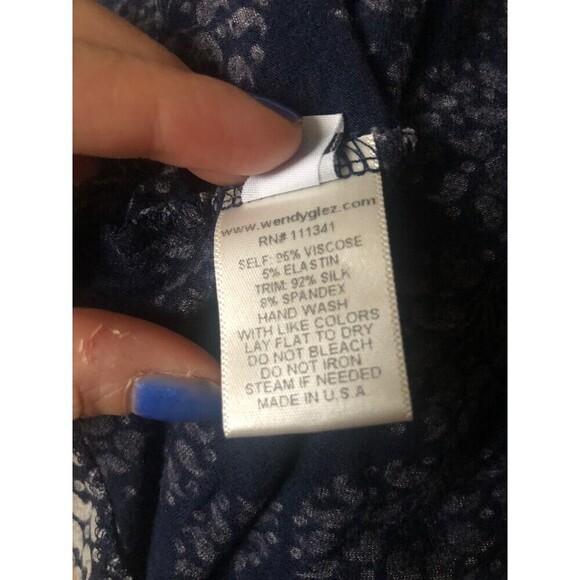 www.wendyglez.com
RN# 111341
SELF: 95% VISCOSE
5% ELASTIN
TRIM: 92% SILK
8% SPANDEX
HAND WASH
WITH LIKE COLORS
LAY FLAT TO DRY
DO NOT BLEACH
DO NOT IRON
STEAM IF NEEDED
MADE IN U.S.A.